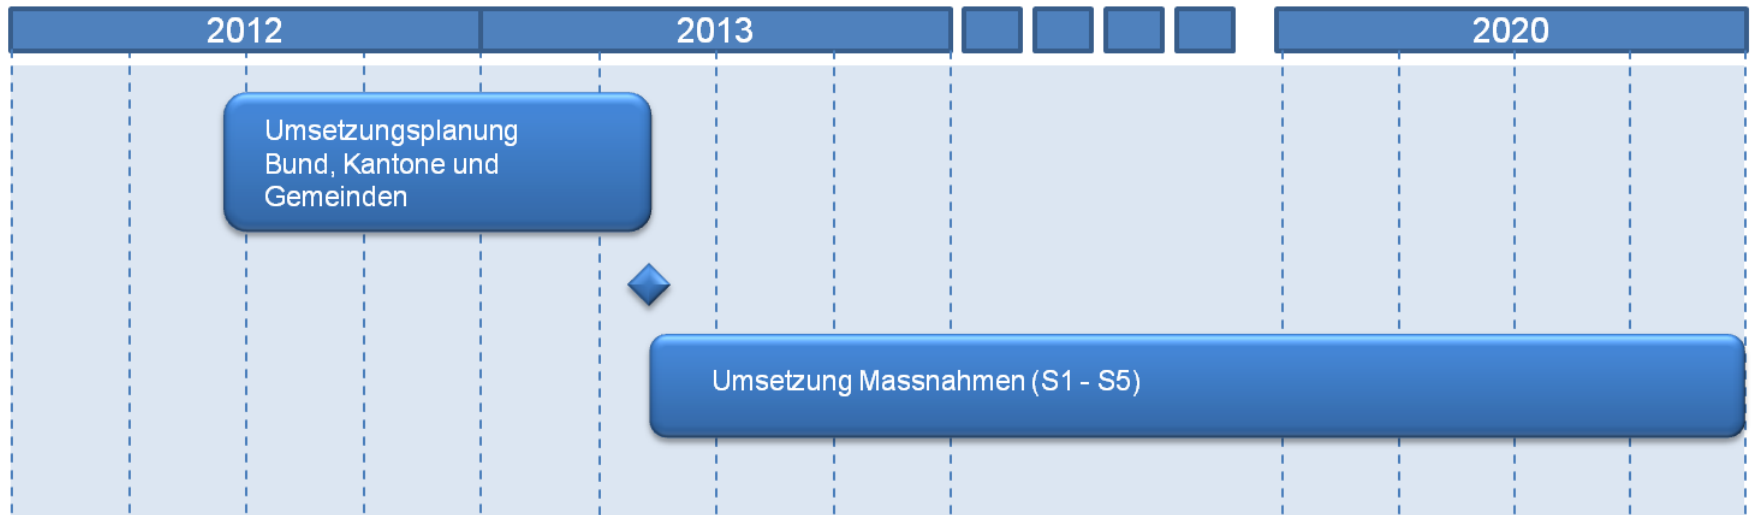 2012
2013
2020
Umsetzungsplanung
Bund, Kantone und
Gemeinden
Umsetzung Massnahmen (S1 - S5)